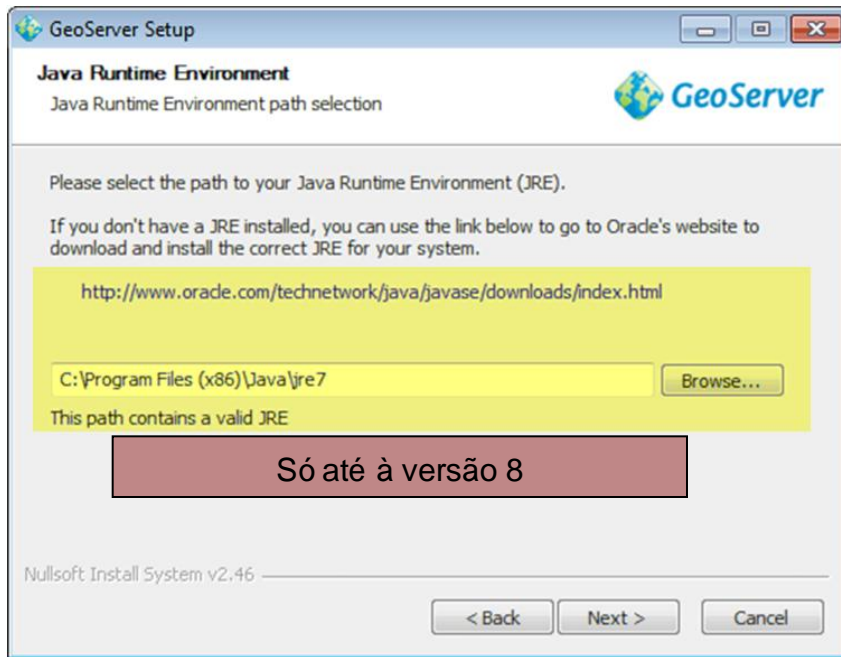 GeoServer Setup
Java Runtime Environment
Java Runtime Environment path selection
GeoServer
Please select the path to your Java Runtime Environment (JRE).
If you don't have a JRE installed, you can use the link below to go to Oracle's website to
download and install the correct JRE for your system.
http://www.oracle.com/technetwork/java/javase/downloads/index.html
C:\Program Files (x86)\Java\jre7
Browse...
This path contains a valid JRE
Só até à versão 8
Nullsoft Install System v2.46
< Back
Next >
Cancel